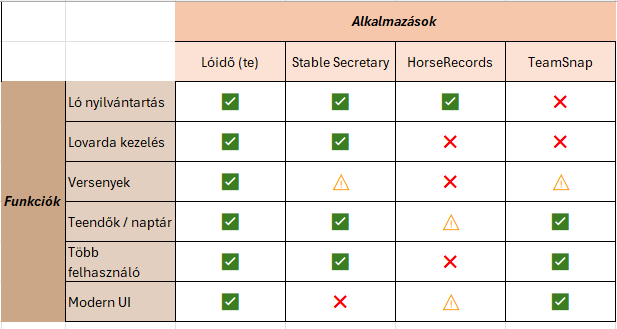 Alkalmazások
Lóidő (te) Stable Secretary HorseRecords TeamSnap
Funkciók
Ló nyilvántartás ✅ ✅ ✅ ❌
Lovarda kezelés ✅ ✅ ❌ ❌
Versenyek ✅ ⚠ ❌ ⚠
Teendők / naptár ✅ ✅ ⚠ ✅
Több
felhasználó ✅ ✅ ❌ ✅
Modern UI ✅ ❌ ⚠ ✅